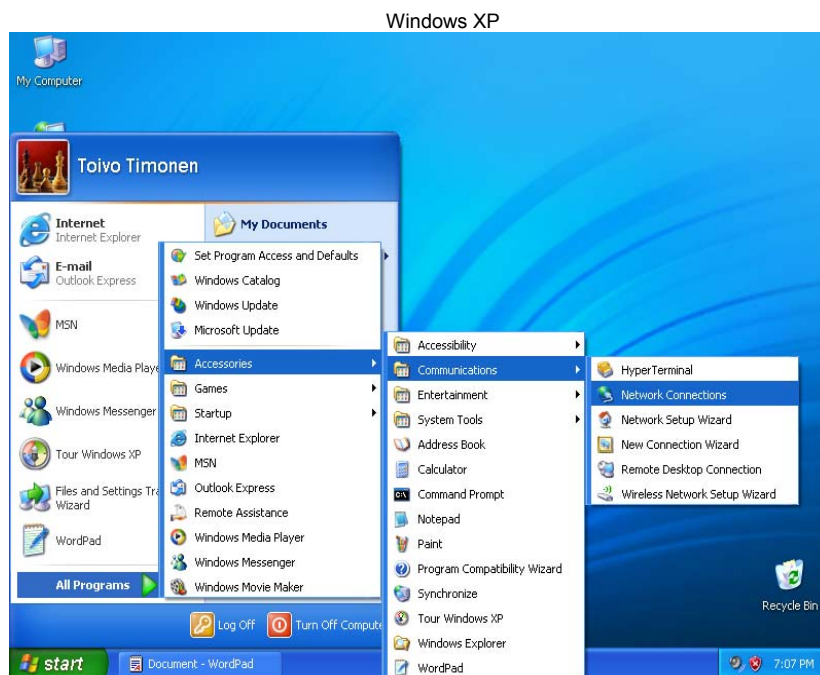 Windows XP
My Computer
Toivo Timonen
Internet
Internet Explorer
E-mail
Outlook Express
MSN
Windows Media Playe
Windows Messenger
Tour Windows XP
Files and Settings Tra
Wizard
WordPad
All Programs
My Documents
Set Program Access and Defaults
Windows Catalog
Windows Update
Microsoft Update
Accessories
Games
Startup
Internet Explorer
MSN
Outlook Express
Remote Assistance
Windows Media Player
Windows Messenger
Windows Movie Maker
Accessibility
Communications
Entertainment
System Tools
Address Book
Calculator
Command Prompt
Notepad
Paint
Program Compatibility Wizard
Synchronize
Tour Windows XP
Windows Explorer
WordPad
HyperTerminal
Network Connections
Network Setup Wizard
New Connection Wizard
Remote Desktop Connection
Wireless Network Setup Wizard
Recycle Bin
Log Off
Turn Off Compute
start
Document - WordPad
7:07 PM